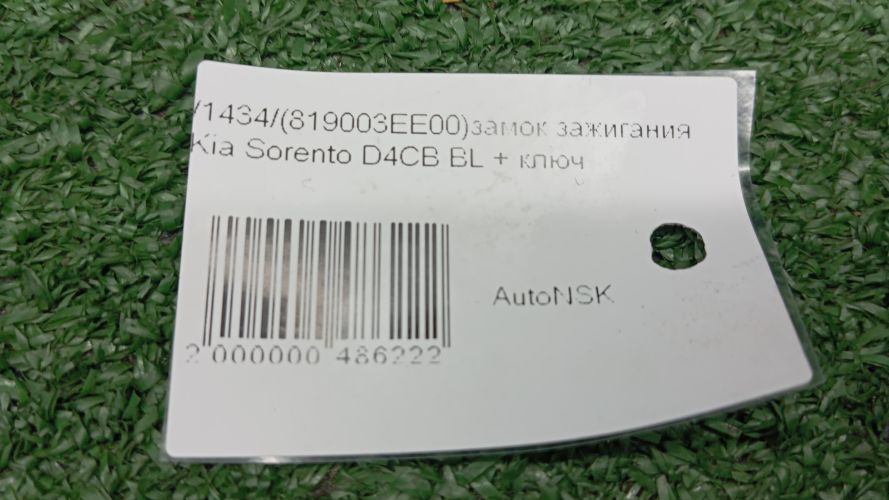 /1434/(819003EE00)замок зажигания
Kia Sorento D4CB BL + ключ
AutoNSK
2 000000 486222